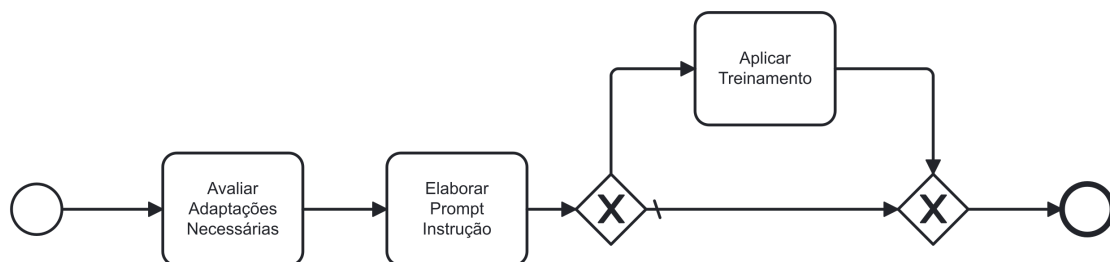 Aplicar
Treinamento
Avaliar
Adaptações
Necessárias
Elaborar
Prompt
Instrução